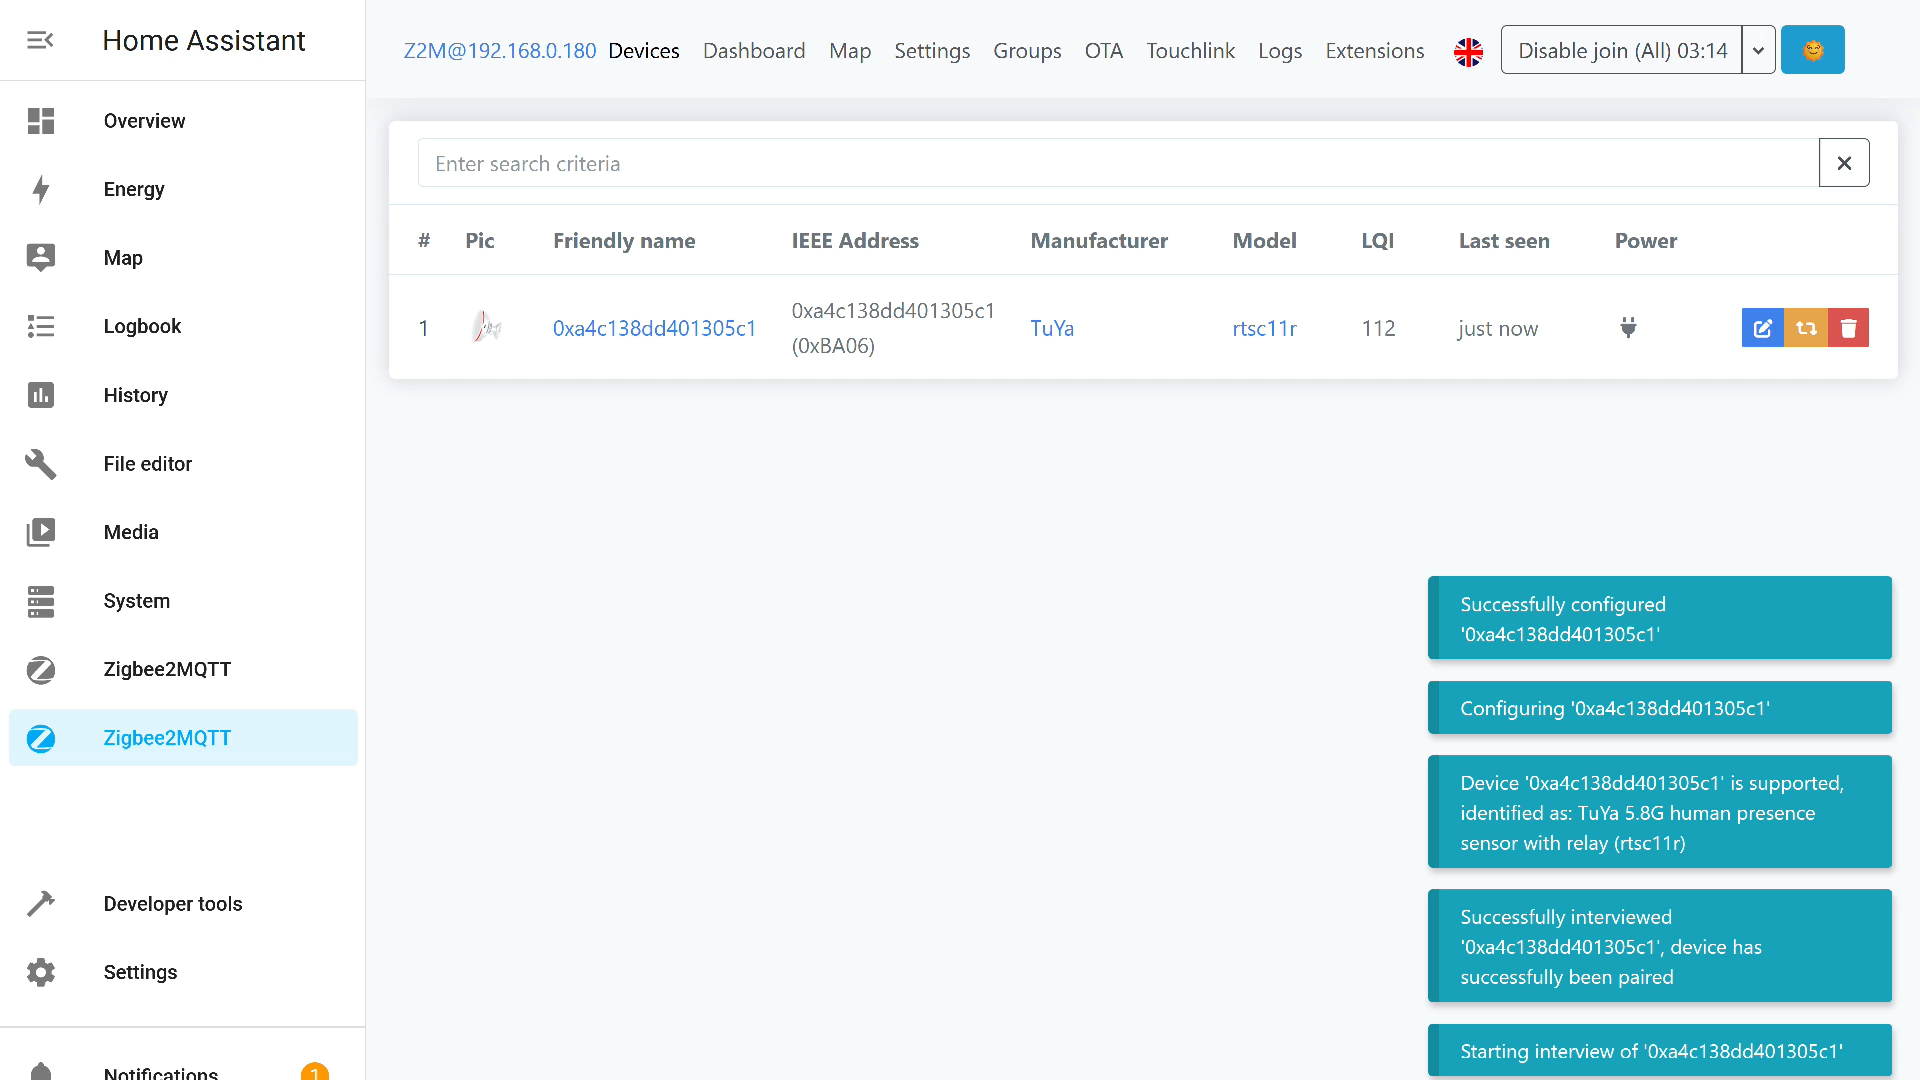 Home Assistant
Overview
Energy
Map
Logbook
History
File editor
Media
System
Zigbee2MQTT
Zigbee2MQTT
Developer tools
Settings
Notifications 1
Z2M@192.168.0.180 Devices Dashboard Map Settings Groups OTA Touchlink Logs Extensions Disable join (All) 03:14
Enter search criteria
# Pic Friendly name IEEE Address Manufacturer Model LQI Last seen Power
1 0xa4c138dd401305c1 0xa4c138dd401305c1 TuYa rtsc11r 112 just now
(0xBA06)
Successfully configured
'0xa4c138dd401305c1'
Configuring '0xa4c138dd401305c1'
Device '0xa4c138dd401305c1' is supported,
identified as: TuYa 5.8G human presence
sensor with relay (rtsc11r)
Successfully interviewed
'0xa4c138dd401305c1', device has
successfully been paired
Starting interview of '0xa4c138dd401305c1'